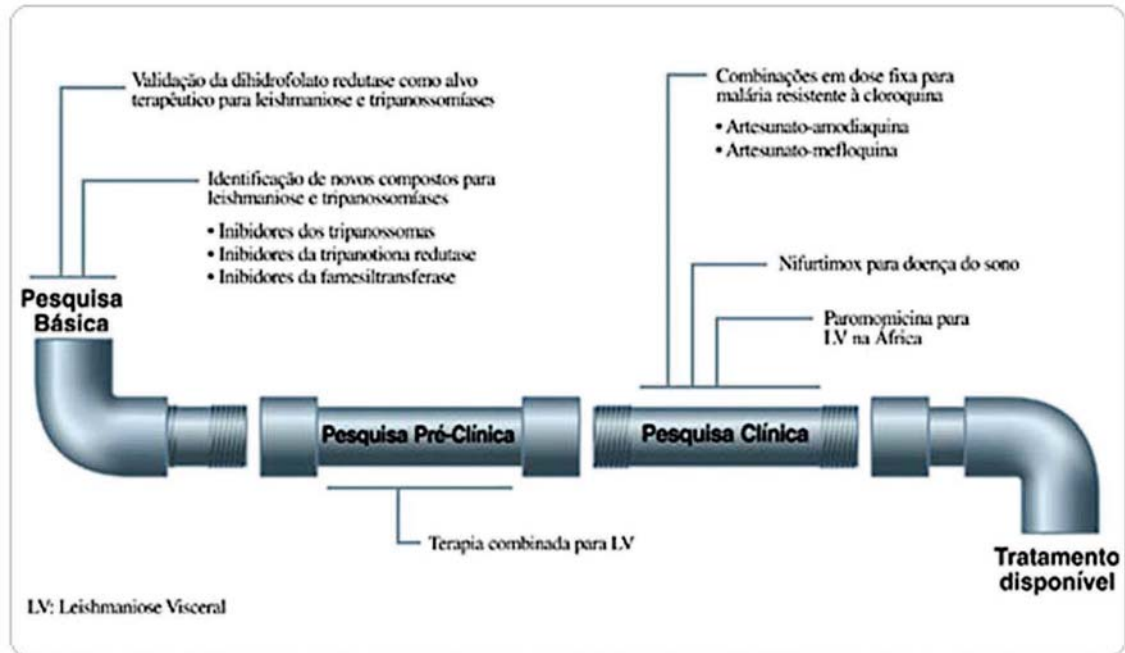 Validação da dihidrofolato redutase como alvo
terapêutico para leishmaniose e tripanossomíases
Identificação de novos compostos para
leishmaniose e tripanossomíases
• Inibidores dos tripanossomas
• Inibidores da tripanotiona redutase
• Inibidores da farnesiltransferase
Pesquisa
Básica
Combinações em dose fixa para
malária resistente à cloroquina
• Artesunato-amodiaquina
• Artesunato-mefloquina
Nifurtimox para doença do sono
Paromomicina para
LV na África
Pesquisa Pré-Clínica
Pesquisa Clínica
Terapia combinada para LV
Tratamento
disponível
LV: Leishmaniose Visceral